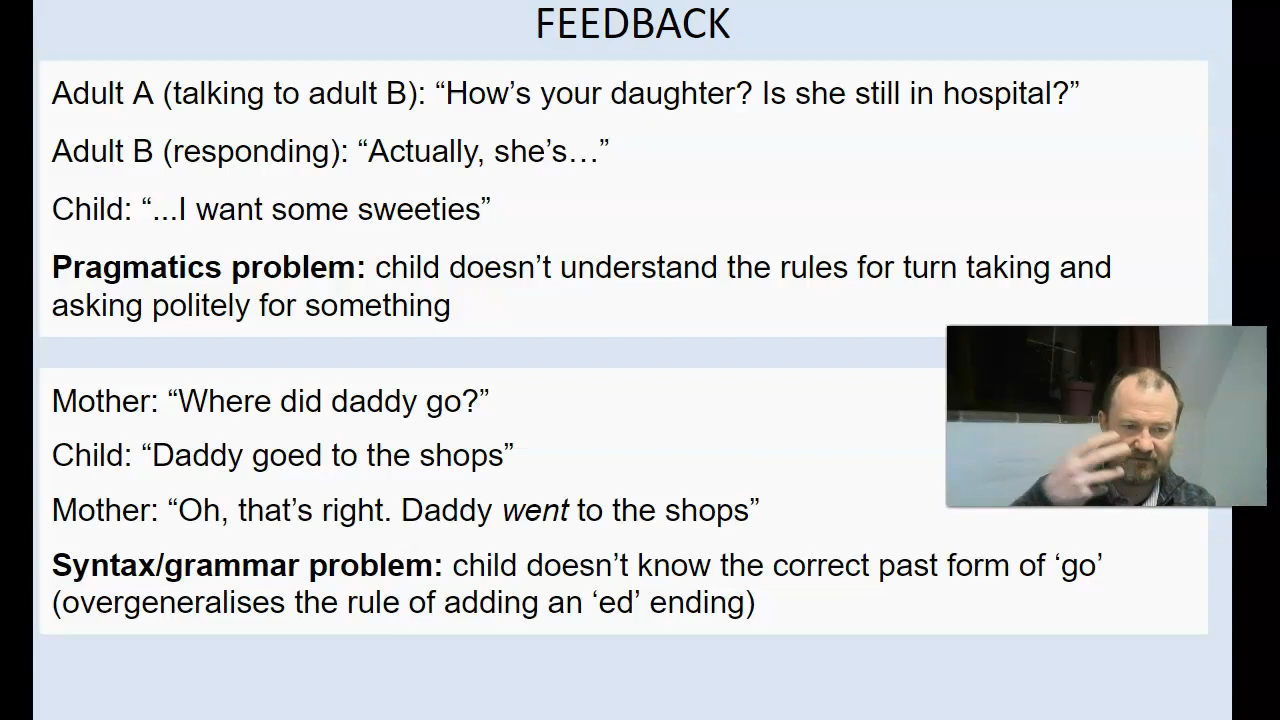 FEEDBACK
Adult A (talking to adult B): “How’s your daughter? Is she still in hospital?”
Adult B (responding): “Actually, she’s…”
Child: “...I want some sweeties”
Pragmatics problem: child doesn’t understand the rules for turn taking and
asking politely for something
Mother: “Where did daddy go?”
Child: “Daddy goed to the shops”
Mother: “Oh, that’s right. Daddy went to the shops”
Syntax/grammar problem: child doesn’t know the correct past form of ‘go’
(overgeneralises the rule of adding an ‘ed’ ending)